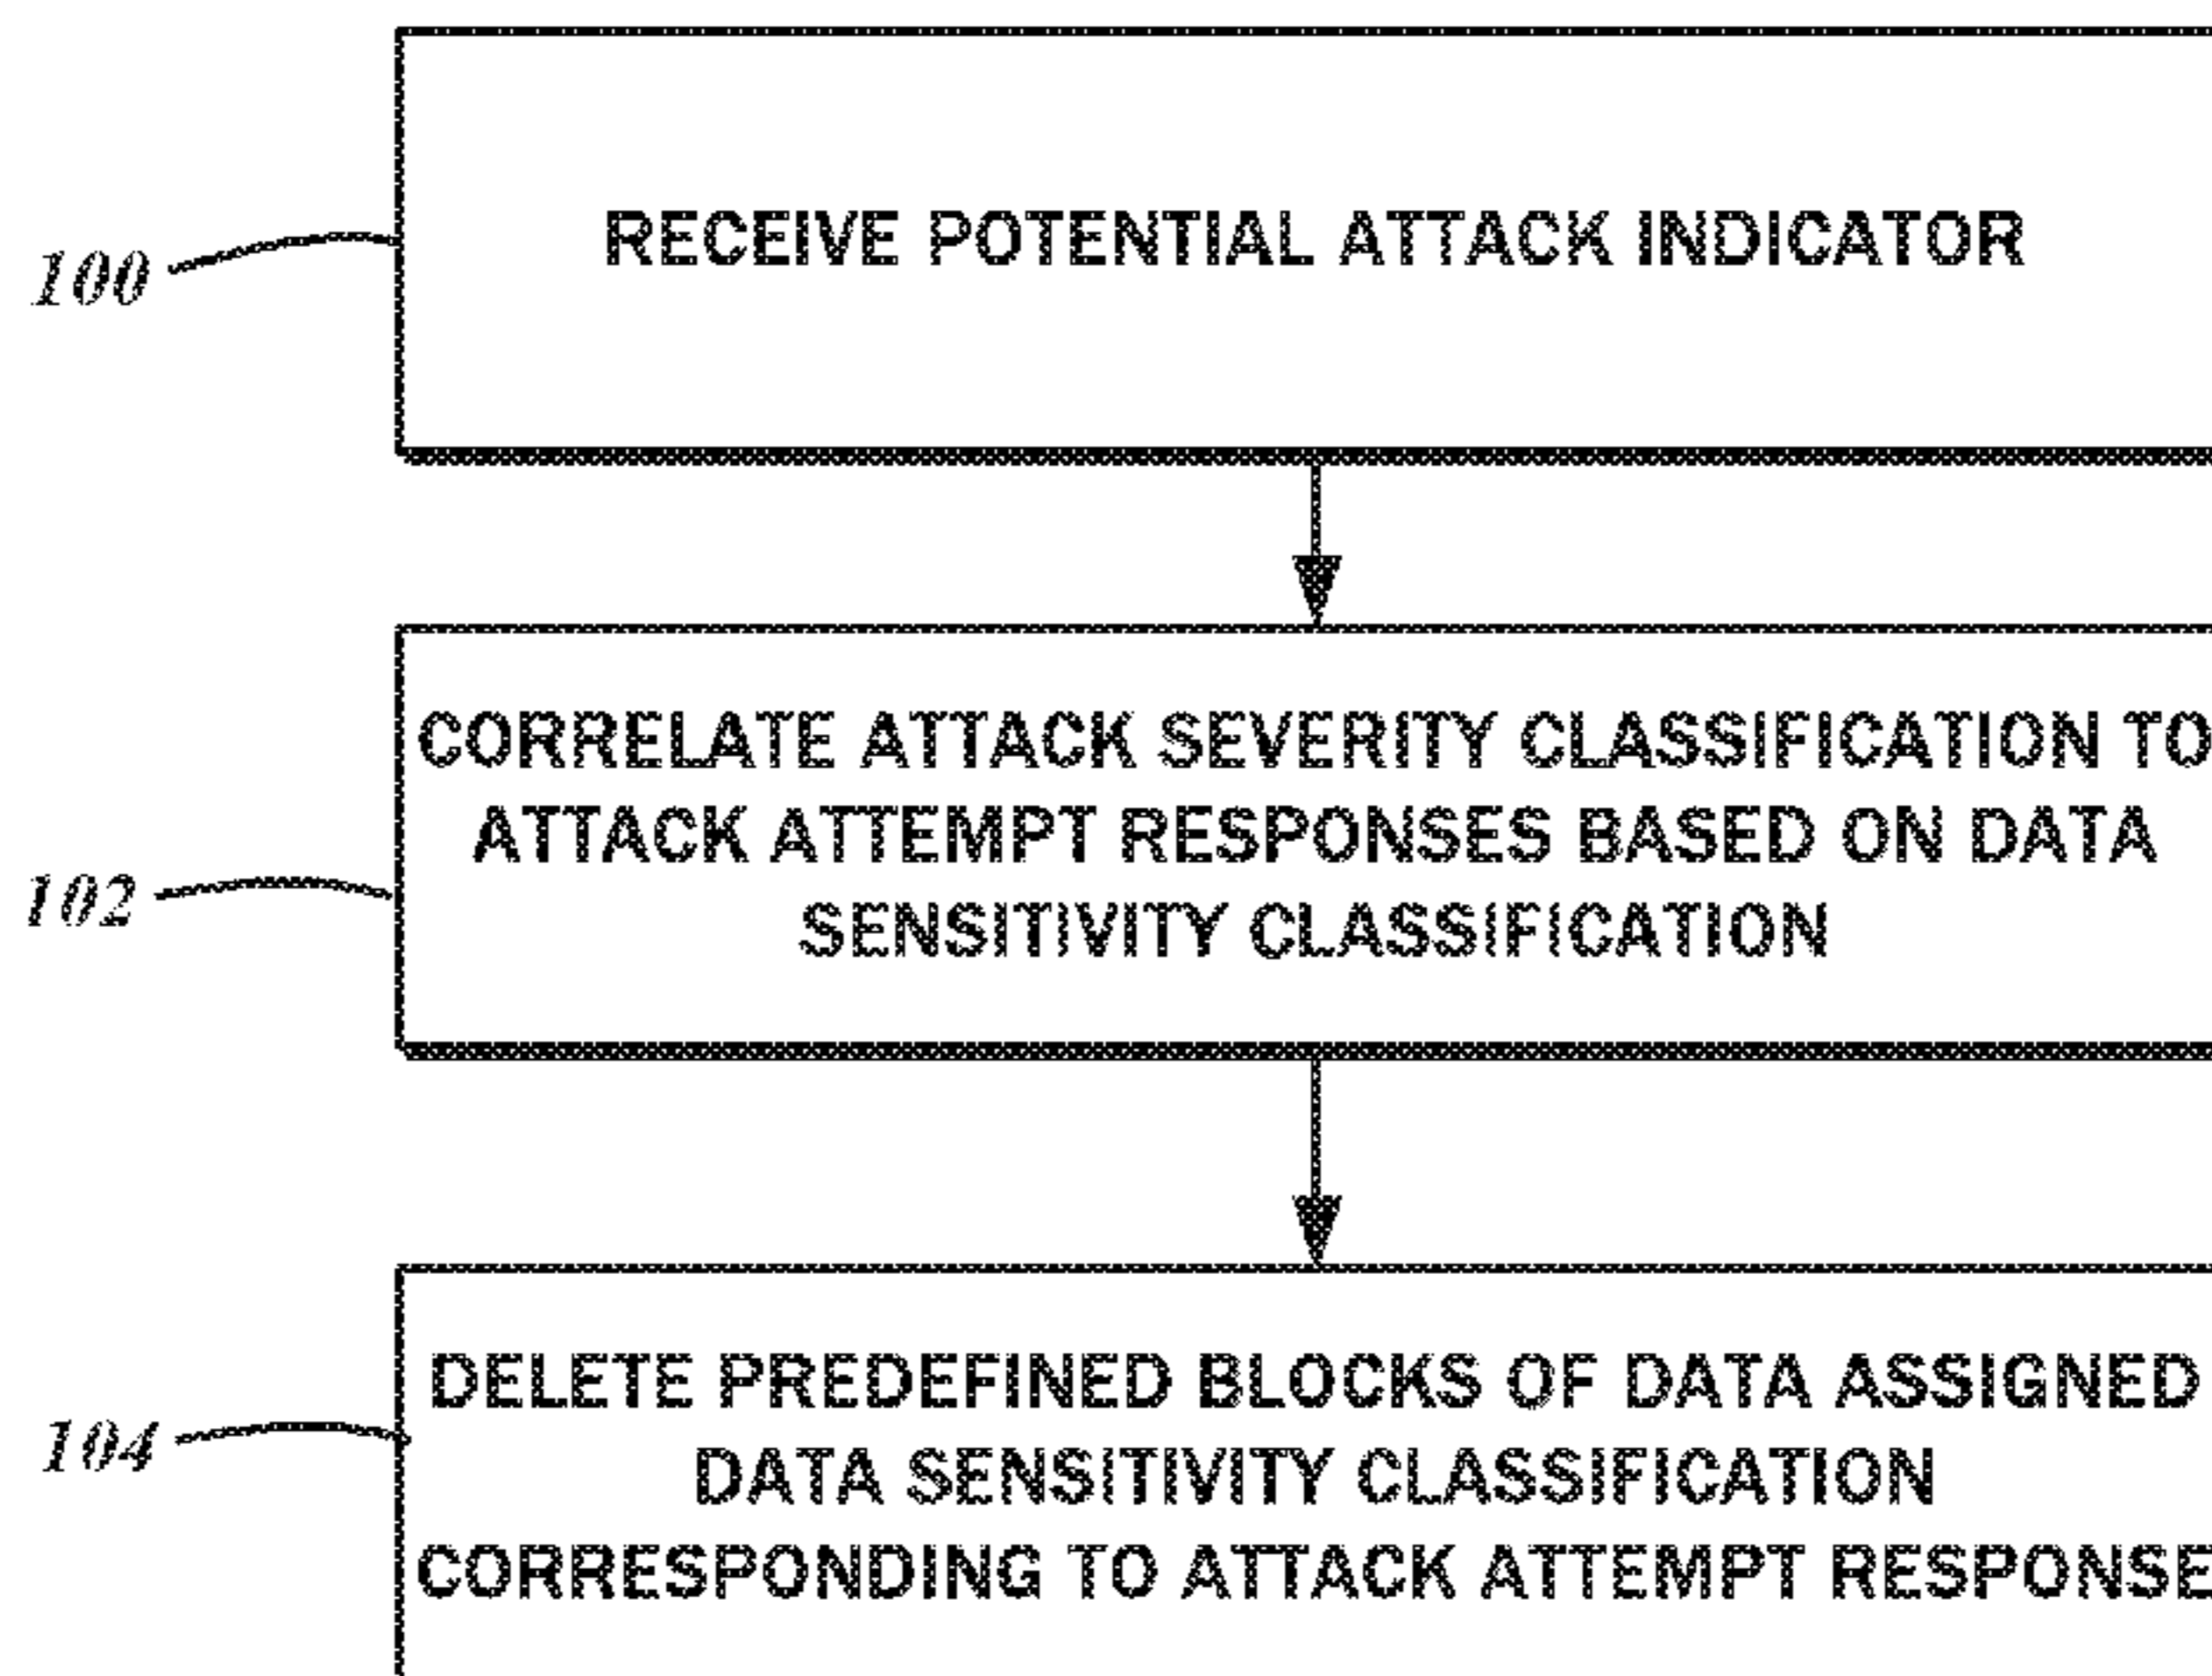 RECEIVE POTENTIAL ATTACK INDICATOR
100
CORRELATE ATTACK SEVERITY CLASSIFICATION TO
ATTACK ATTEMPT RESPONSES BASED ON DATA
SENSITIVITY CLASSIFICATION
102
DELETE PREDEFINED BLOCKS OF DATA ASSIGNED
DATA SENSITIVITY CLASSIFICATION
CORRESPONDING TO ATTACK ATTEMPT RESPONSE
104